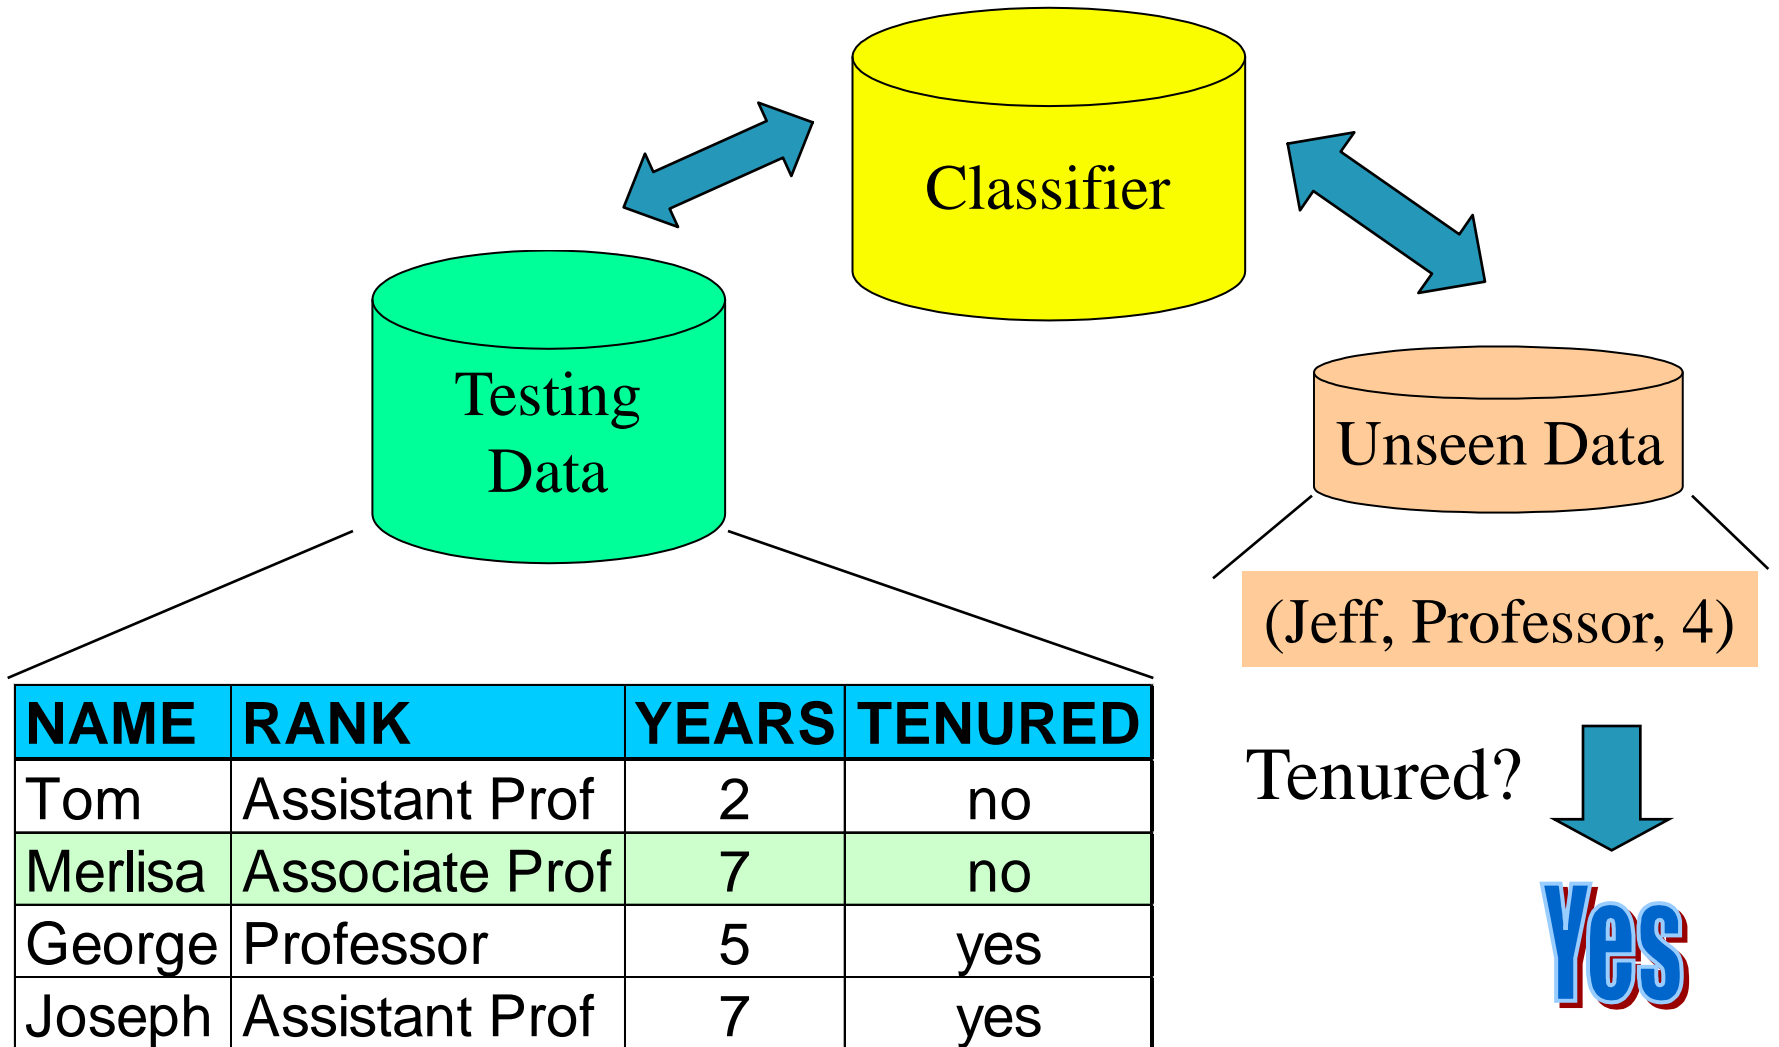 Classifier
Testing
Data
Unseen Data
(Jeff, Professor, 4)
NAME RANK YEARS TENURED
Tom Assistant Prof 2 no
Merlisa Associate Prof 7 no
George Professor 5 yes
Joseph Assistant Prof 7 yes
Tenured?
Yes